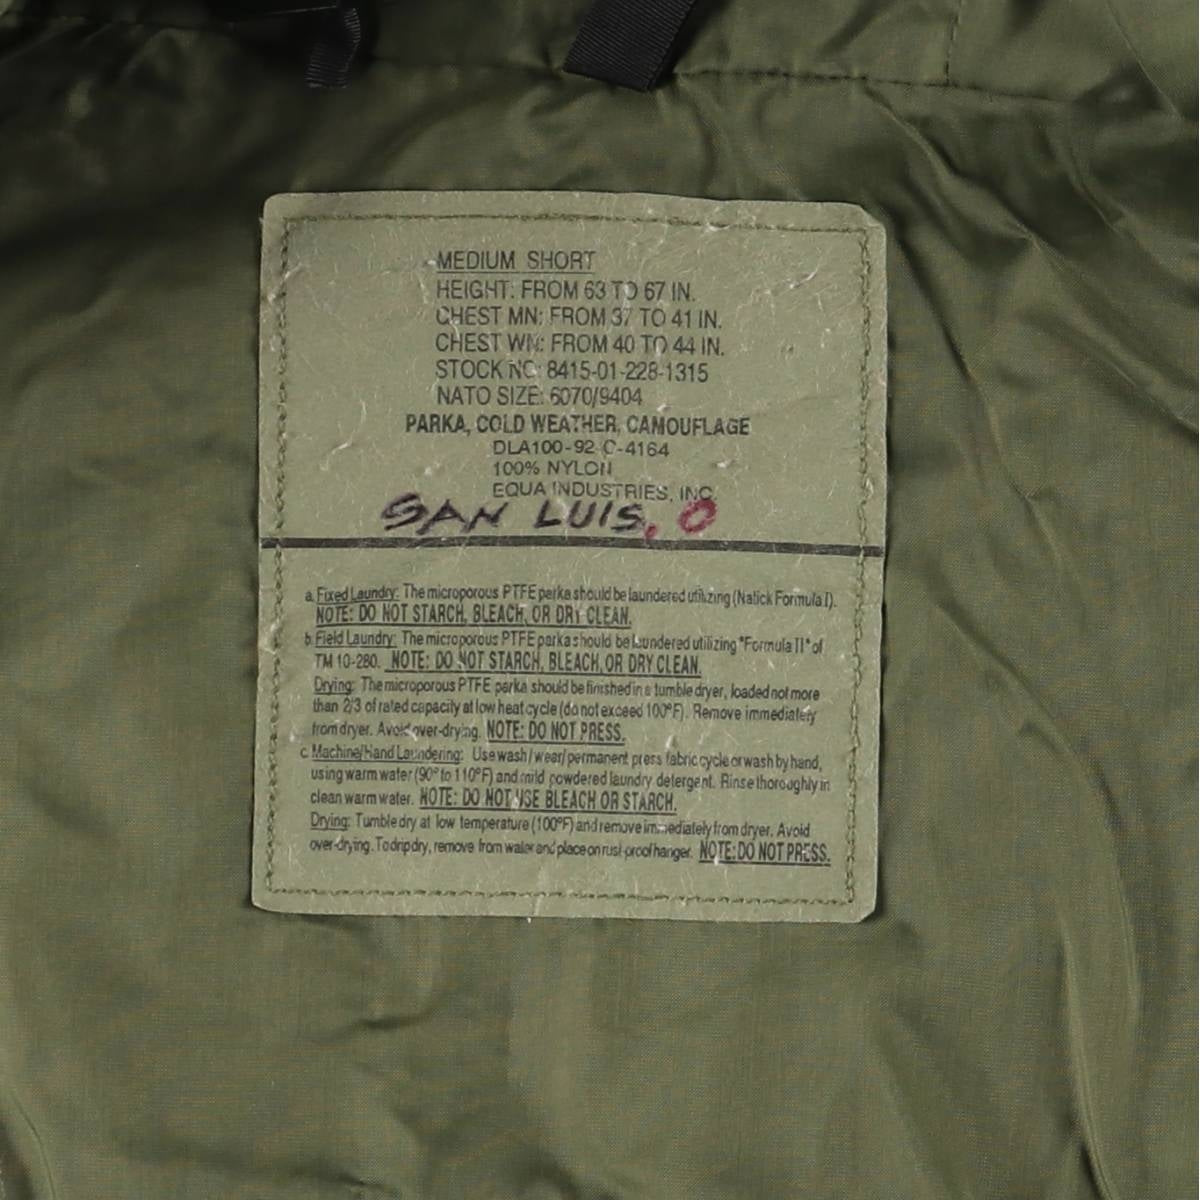 MEDIUM SHORT
HEIGHT: FROM 63 TO 67 IN.
CHEST MN: FROM 37 TO 41 IN.
CHEST WN: FROM 40 TO 44 IN.
STOCK NO: 8415-01-228-1315
NATO SIZE: 6070/9404
PARKA, COLD WEATHER, CAMOUFLAGE
DLA100-92-C-4164
100% NYLON
EQUA INDUSTRIES, INC.
SAN LUIS, O
a. Fixed Laundry: The microporous PTFE parka should be laundered utilizing (Natick Formula I).
NOTE: DO NOT STARCH, BLEACH, OR DRY CLEAN.
b. Field Laundry: The microporous PTFE parka should be laundered utilizing "Formula II" of
TM 10-280. NOTE: DO NOT STARCH, BLEACH, OR DRY CLEAN.
Drying: The microporous PTFE parka should be finished in a tumble dryer, loaded not more
than 2/3 of rated capacity at low heat cycle (do not exceed 100°F). Remove immediately
from dryer. Avoid over-drying. NOTE: DO NOT PRESS.
c. Machine/Hand Laundering: Use wash/wear/permanent press fabric cycle or wash by hand,
using warm water (90° to 110°F) and mild powdered laundry detergent. Rinse thoroughly in
clean warm water. NOTE: DO NOT USE BLEACH OR STARCH.
Drying: Tumble dry at low temperature (100°F) and remove immediately from dryer. Avoid
over-drying. To drip dry, remove from water and place on rust-proof hanger. NOTE: DO NOT PRESS.